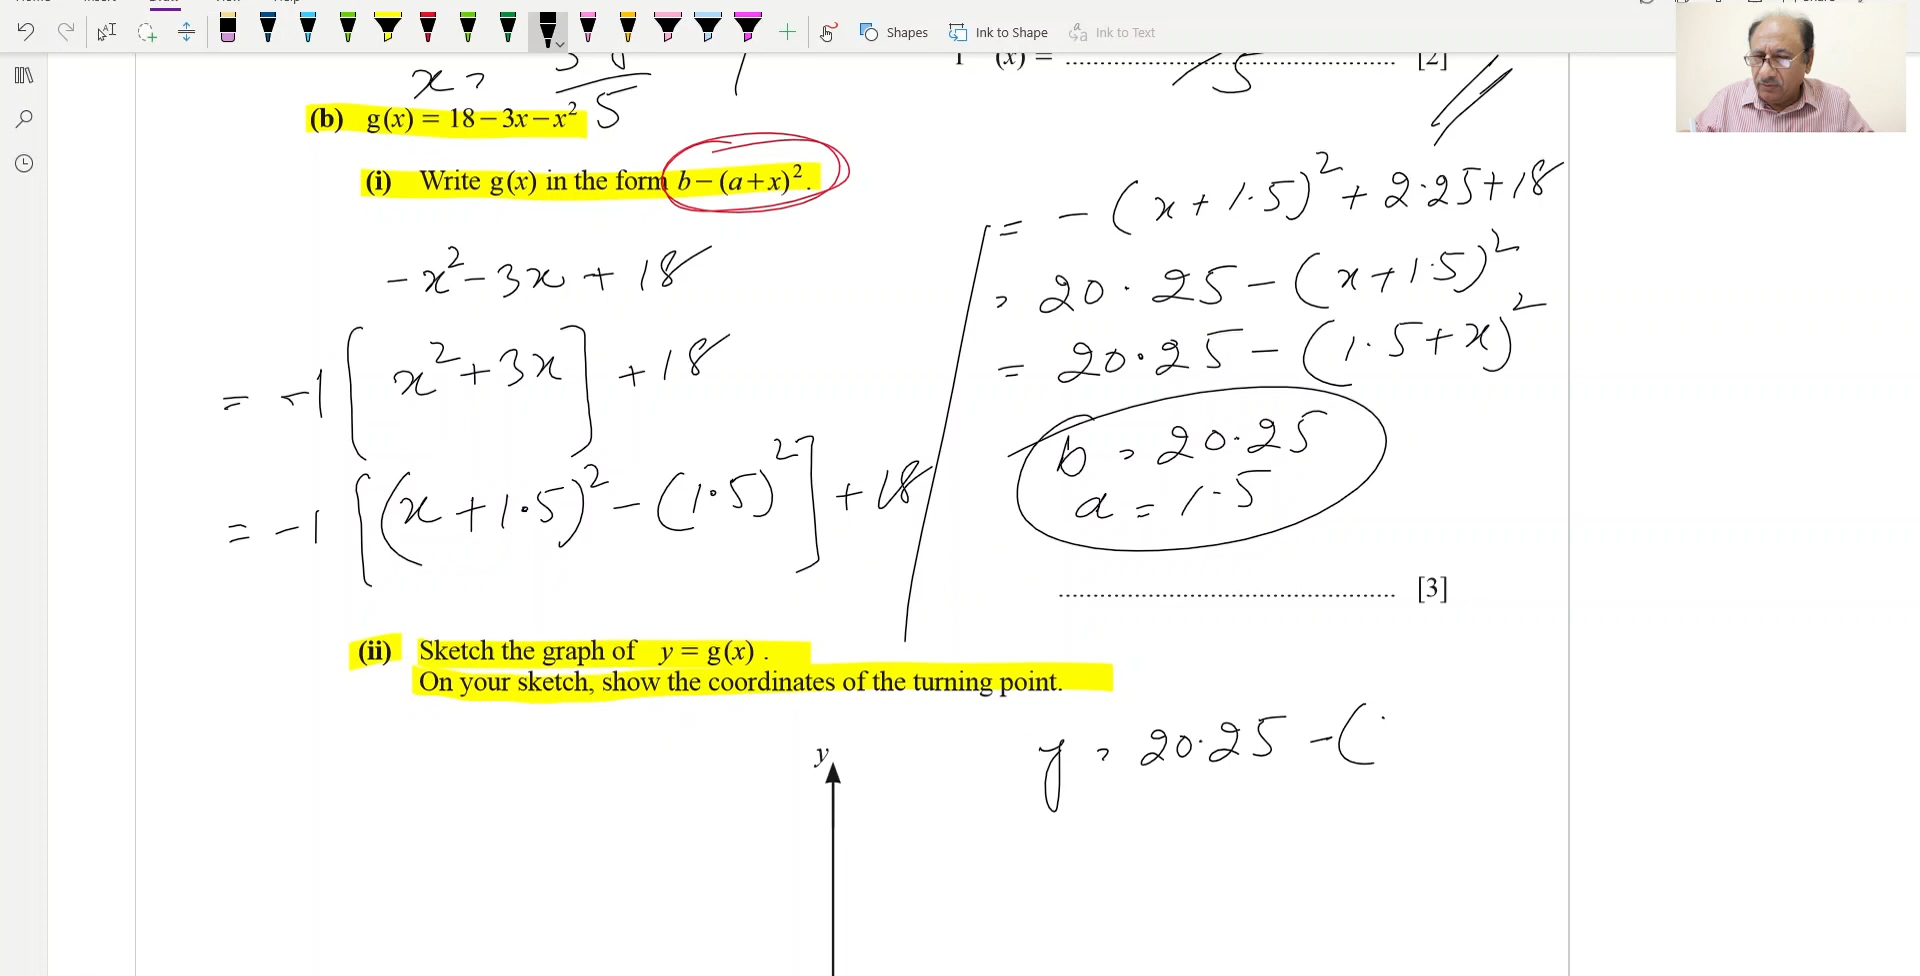 Shapes Ink to Shape Ink to Text
x =
5
(x) = ........................................ [2]
5
(b) g(x) = 18 − 3x − x²
(i) Write g(x) in the form b − (a + x)².
-x² - 3x + 18
= -1 [x² + 3x] + 18
= -1 [(x + 1.5)² - (1.5)²] + 18
= - (x + 1.5)² + 2.25 + 18
= 20.25 - (x + 1.5)²
= 20.25 - (1.5 + x)²
b = 20.25
a = 1.5
........................................ [3]
(ii) Sketch the graph of y = g(x) .
On your sketch, show the coordinates of the turning point.
y = 20.25 - (
y